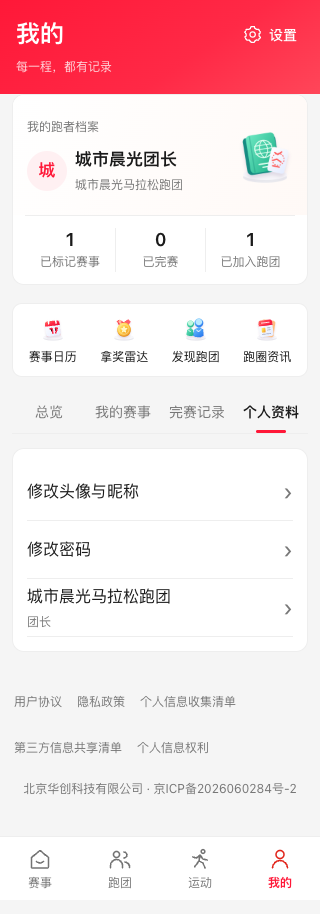 我的
设置
每一程，都有记录
我的跑者档案
城
城市晨光团长
城市晨光马拉松跑团
1
0
1
已标记赛事
已完赛
已加入跑团
赛事日历
拿奖雷达
发现跑团
跑圈资讯
总览
我的赛事
完赛记录
个人资料
修改头像与昵称
修改密码
城市晨光马拉松跑团
团长
用户协议 隐私政策 个人信息收集清单
第三方信息共享清单 个人信息权利
北京华创科技有限公司 · 京ICP备2026060284号-2
赛事
跑团
运动
我的